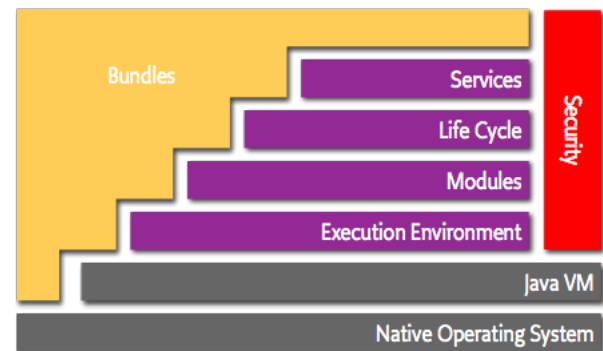 Bundles
Services
Life Cycle
Modules
Execution Environment
Security
Java VM
Native Operating System